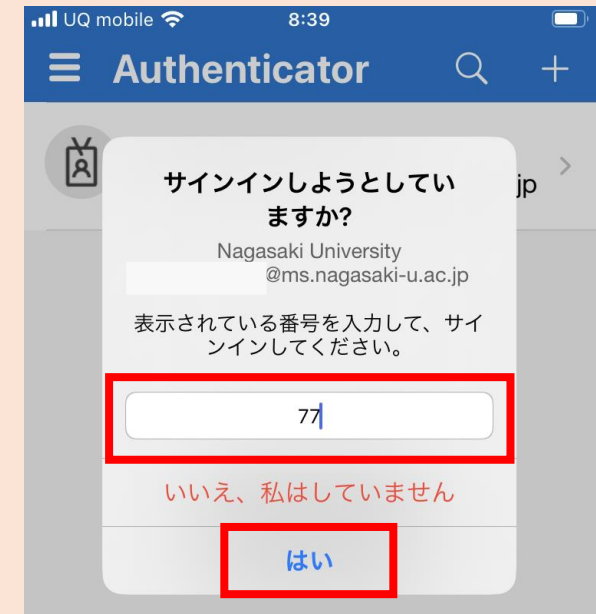 UQ mobile 8:39
Authenticator
jp
サインインしようとしてい
ますか?
Nagasaki University
@ms.nagasaki-u.ac.jp
表示されている番号を入力して、サイ
ンインしてください。
77
いいえ、私はしていません
はい